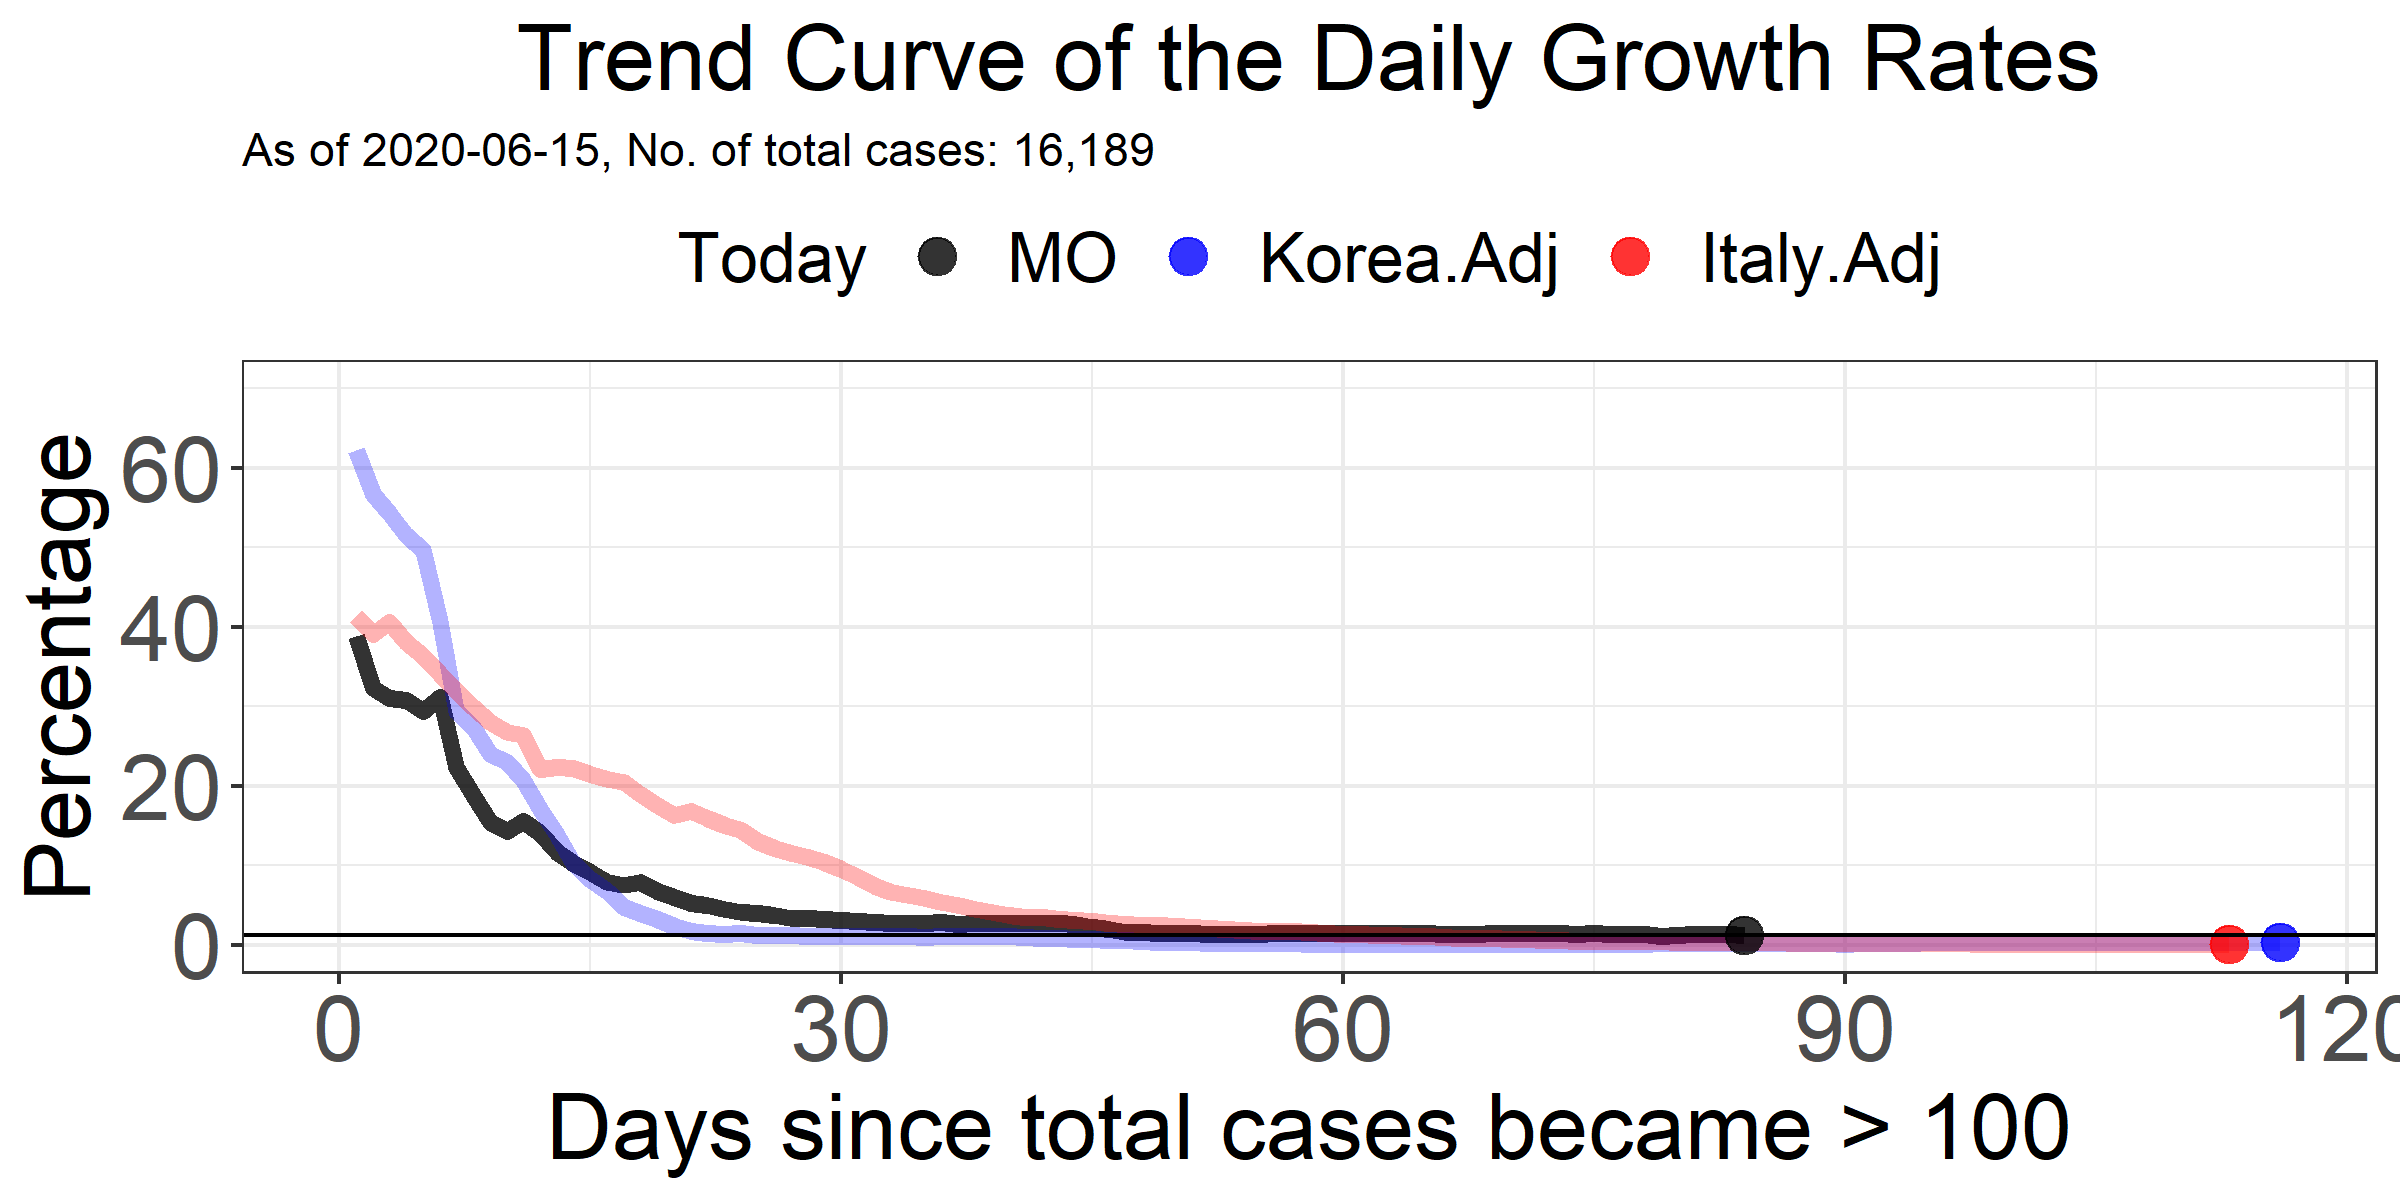 Trend Curve of the Daily Growth Rates
As of 2020-06-15, No. of total cases: 16,189
Today MO Korea.Adj Italy.Adj
Percentage
60
40
20
0
0 30 60 90 120
Days since total cases became > 100